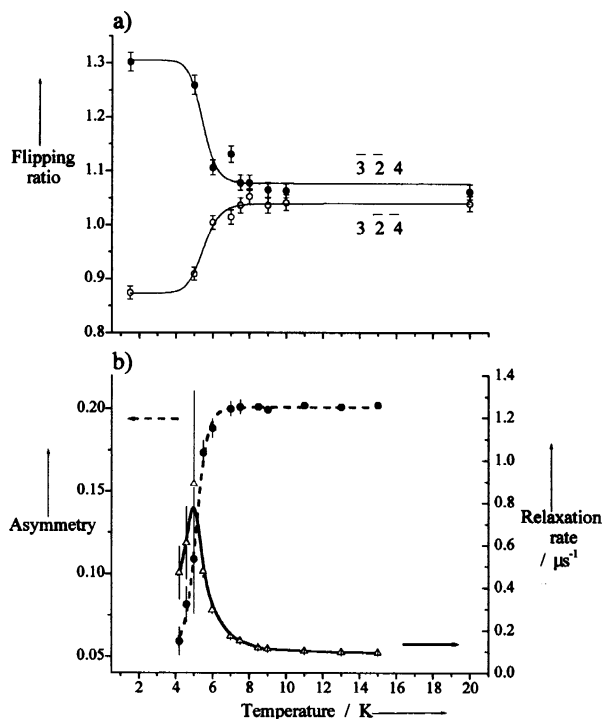 a)
1.3
1.2
Flipping
ratio
1.1
1.0
0.9
0.8
3̅ 2̅ 4
3 2̅ 4̅
b)
0.20
0.15
Asymmetry
0.10
0.05
1.4
1.2
1.0
0.8
Relaxation
rate
/ μs⁻¹
0.6
0.4
0.2
0.0
2 4 6 8 10 12 14 16 18 20
Temperature / K